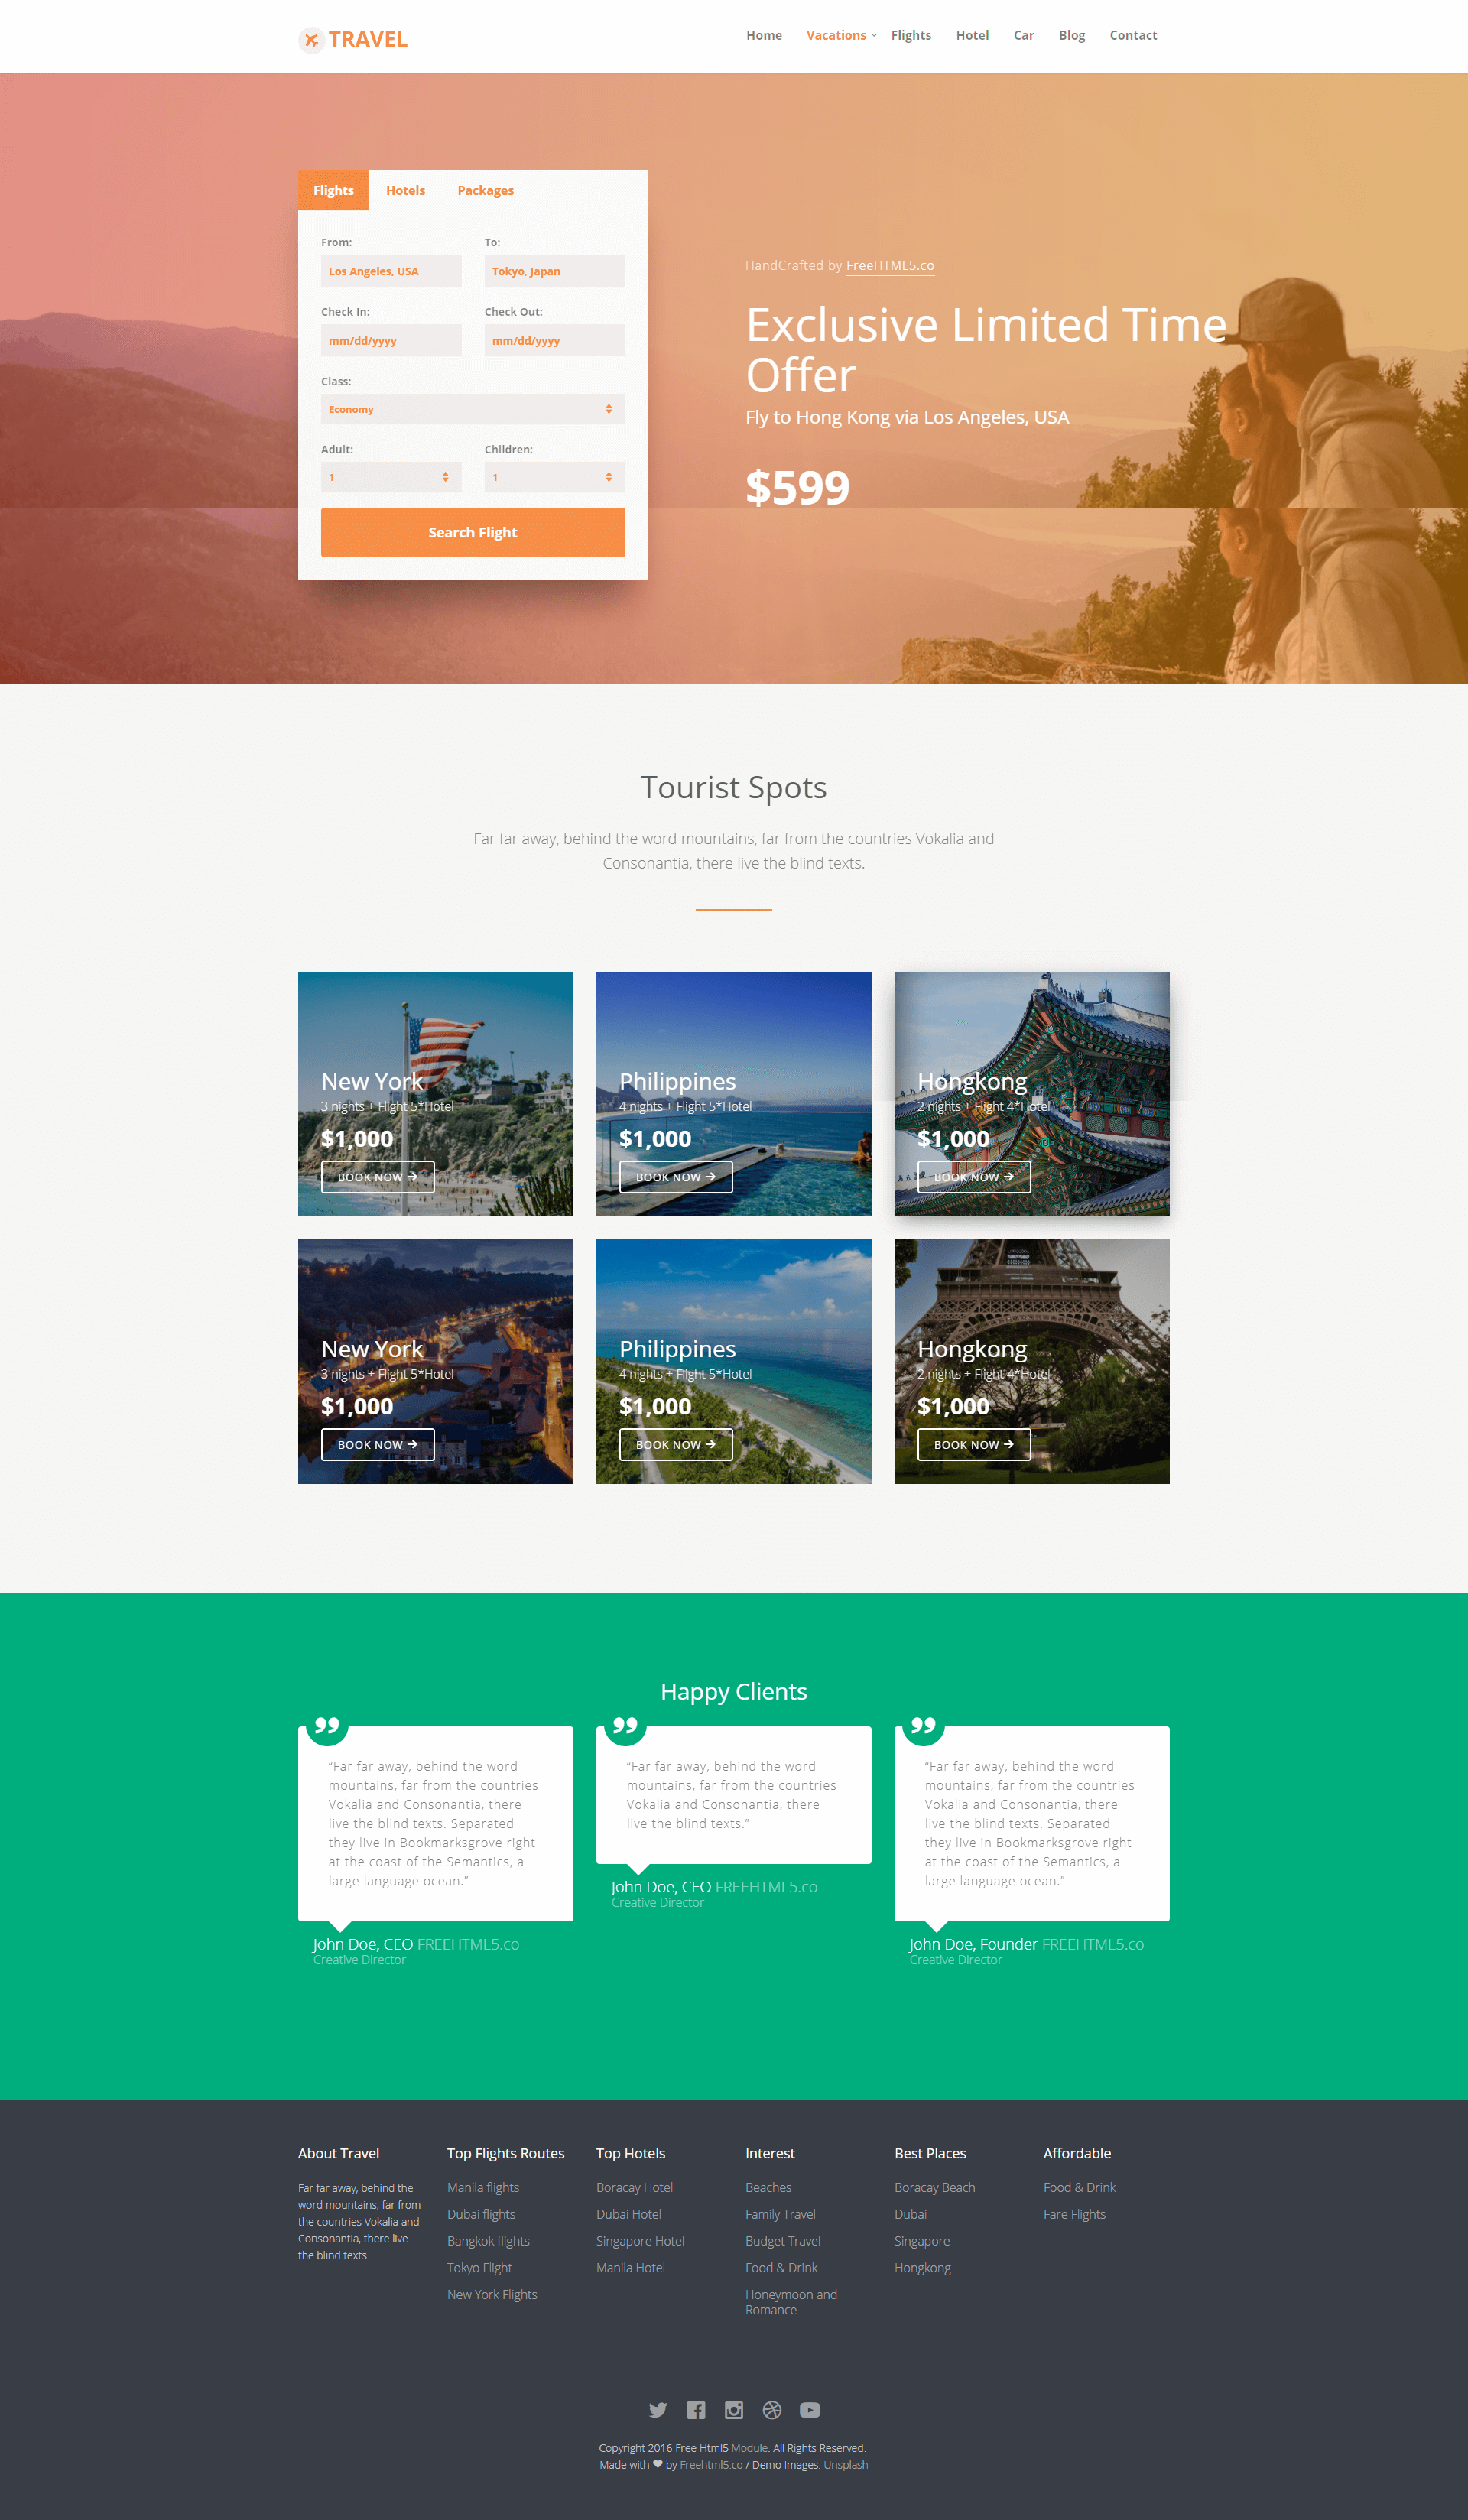 TRAVEL
Home Vacations Flights Hotel Car Blog Contact
Flights Hotels Packages
From: To:
Los Angeles, USA Tokyo, Japan
Check In: Check Out:
mm/dd/yyyy mm/dd/yyyy
Class:
Economy
Adult: Children:
1 1
Search Flight
HandCrafted by FreeHTML5.co
Exclusive Limited Time
Offer
Fly to Hong Kong via Los Angeles, USA
$599
Tourist Spots
Far far away, behind the word mountains, far from the countries Vokalia and
Consonantia, there live the blind texts.
New York
3 nights + Flight 5*Hotel
$1,000
BOOK NOW →
Philippines
4 nights + Flight 5*Hotel
$1,000
BOOK NOW →
Hongkong
2 nights + Flight 4*Hotel
$1,000
BOOK NOW →
New York
3 nights + Flight 5*Hotel
$1,000
BOOK NOW →
Philippines
4 nights + Flight 5*Hotel
$1,000
BOOK NOW →
Hongkong
2 nights + Flight 4*Hotel
$1,000
BOOK NOW →
Happy Clients
“Far far away, behind the word
mountains, far from the countries
Vokalia and Consonantia, there
live the blind texts. Separated
they live in Bookmarksgrove right
at the coast of the Semantics, a
large language ocean.”
John Doe, CEO FREEHTML5.co
Creative Director
“Far far away, behind the word
mountains, far from the countries
Vokalia and Consonantia, there
live the blind texts.”
John Doe, CEO FREEHTML5.co
Creative Director
“Far far away, behind the word
mountains, far from the countries
Vokalia and Consonantia, there
live the blind texts. Separated
they live in Bookmarksgrove right
at the coast of the Semantics, a
large language ocean.”
John Doe, Founder FREEHTML5.co
Creative Director
About Travel
Far far away, behind the
word mountains, far from
the countries Vokalia and
Consonantia, there live
the blind texts.
Top Flights Routes
Manila flights
Dubai flights
Bangkok flights
Tokyo Flight
New York Flights
Top Hotels
Boracay Hotel
Dubai Hotel
Singapore Hotel
Manila Hotel
Interest
Beaches
Family Travel
Budget Travel
Food & Drink
Honeymoon and
Romance
Best Places
Boracay Beach
Dubai
Singapore
Hongkong
Affordable
Food & Drink
Fare Flights
Copyright 2016 Free Html5 Module. All Rights Reserved.
Made with ♥ by Freehtml5.co / Demo Images: Unsplash